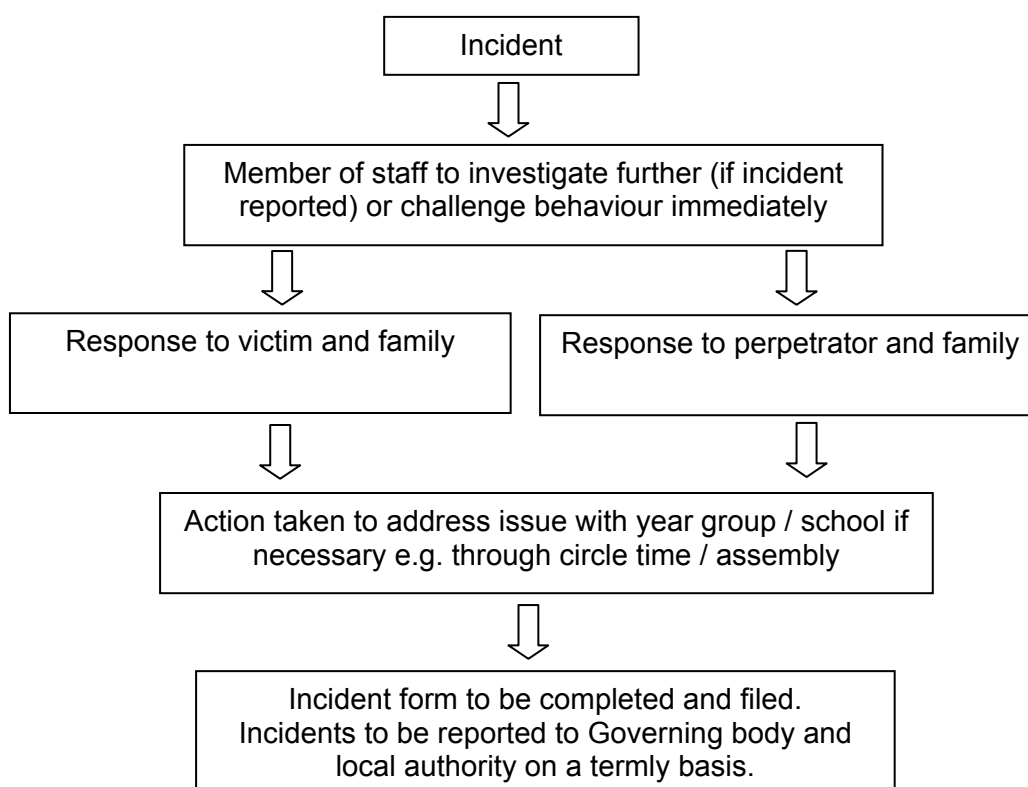 Incident
Member of staff to investigate further (if incident
reported) or challenge behaviour immediately
Response to victim and family
Response to perpetrator and family
Action taken to address issue with year group / school if
necessary e.g. through circle time / assembly
Incident form to be completed and filed.
Incidents to be reported to Governing body and
local authority on a termly basis.